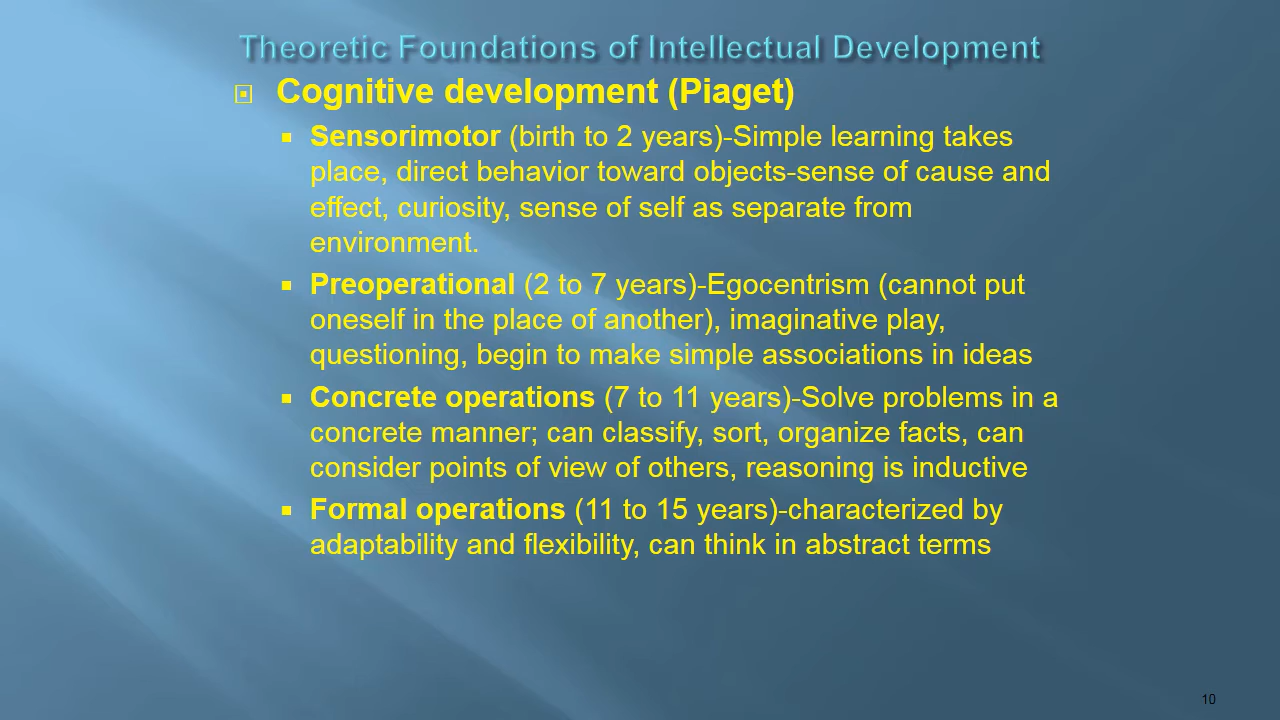 Theoretic Foundations of Intellectual Development
Cognitive development (Piaget)
Sensorimotor (birth to 2 years)-Simple learning takes
place, direct behavior toward objects-sense of cause and
effect, curiosity, sense of self as separate from
environment.
Preoperational (2 to 7 years)-Egocentrism (cannot put
oneself in the place of another), imaginative play,
questioning, begin to make simple associations in ideas
Concrete operations (7 to 11 years)-Solve problems in a
concrete manner; can classify, sort, organize facts, can
consider points of view of others, reasoning is inductive
Formal operations (11 to 15 years)-characterized by
adaptability and flexibility, can think in abstract terms
10